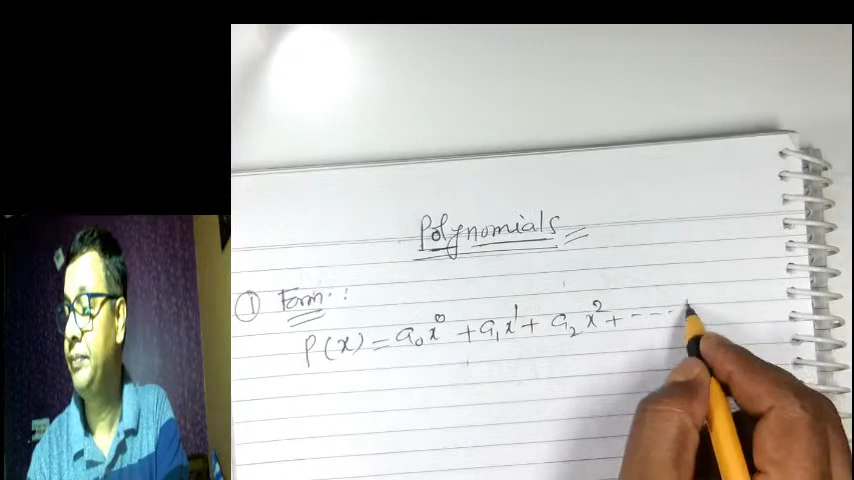 Polynomials
① Form:
P(x) = a₀x⁰ + a₁x¹ + a₂x² + - - - -